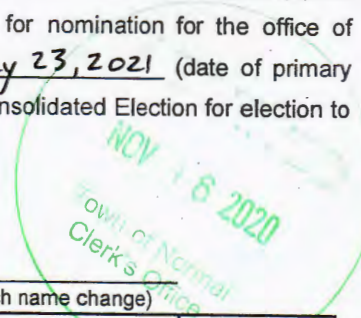 for nomination for the office of
y 23, 2021 (date of primary
nsolidated Election for election to
NOV 16 2020
Town of Normal
Clerk's Office
ch name change)